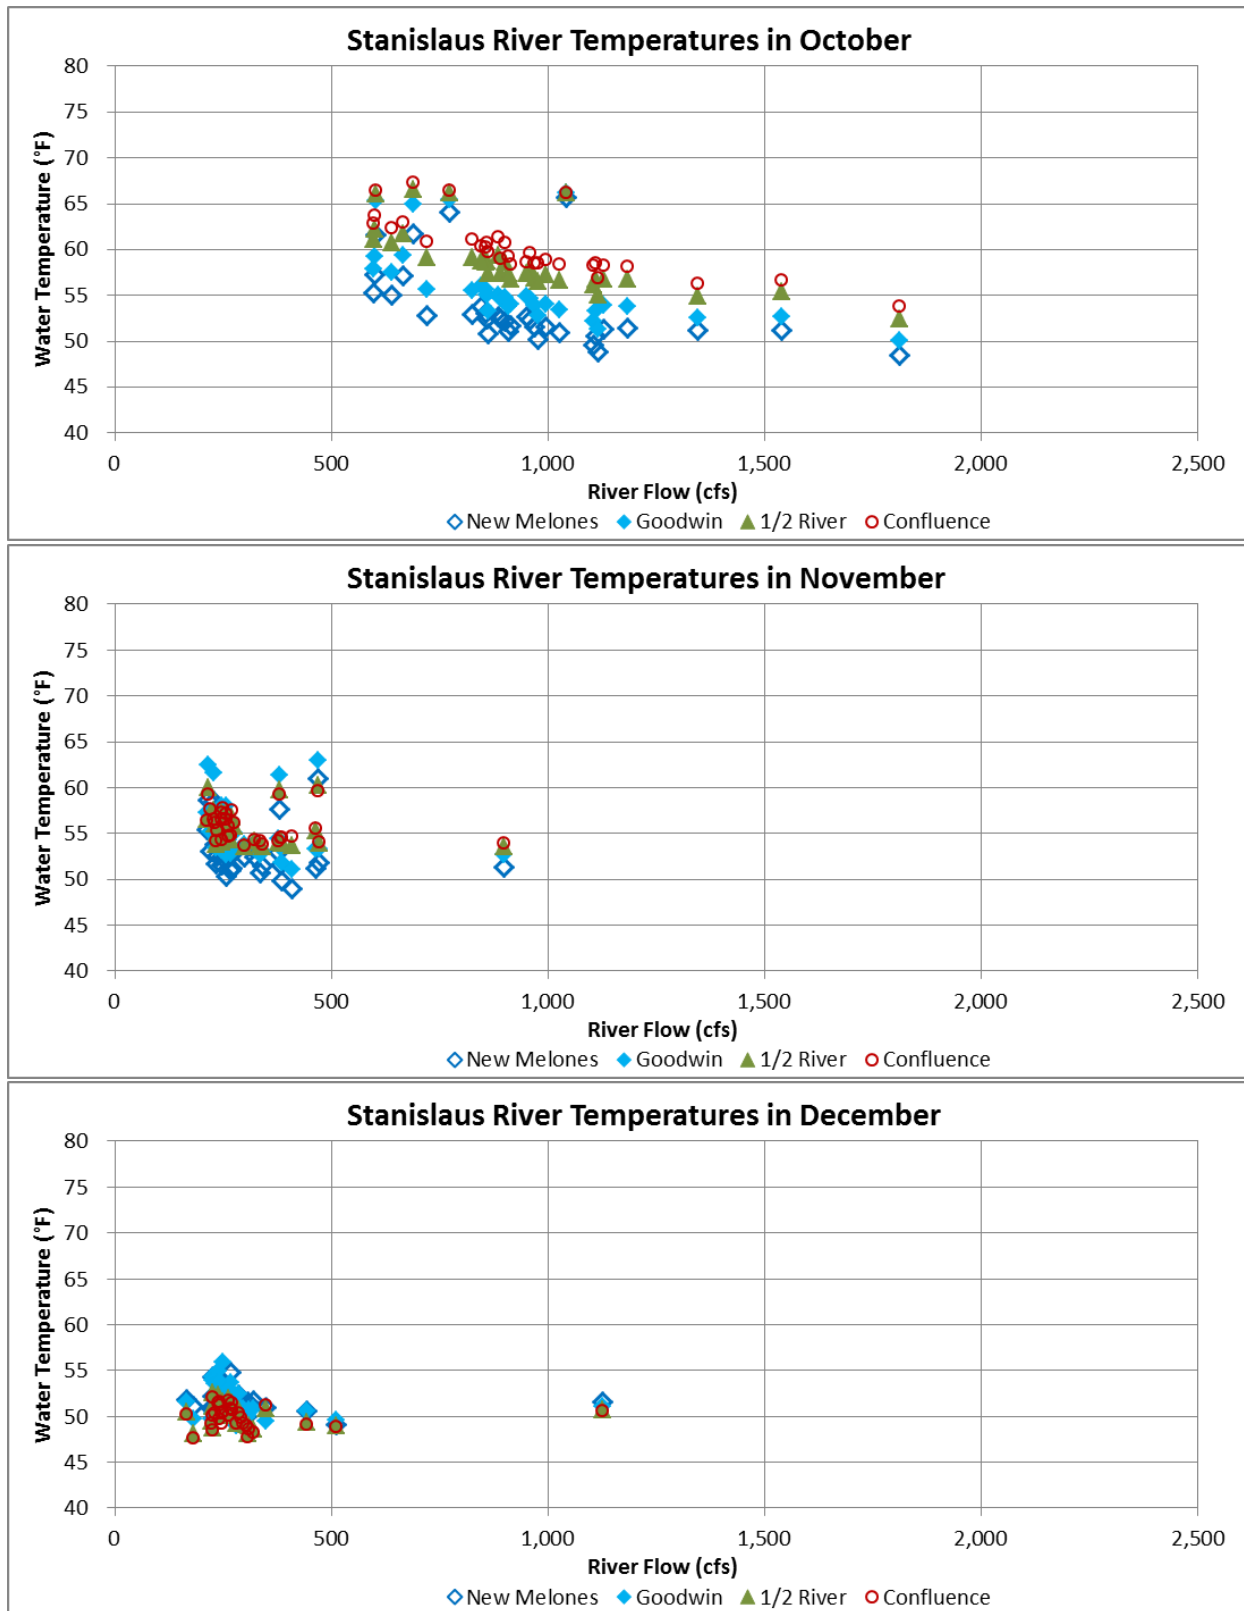 Stanislaus River Temperatures in October
Water Temperature (°F)
80
75
70
65
60
55
50
45
40
0 500 1,000 1,500 2,000 2,500
River Flow (cfs)
New Melones Goodwin 1/2 River Confluence
Stanislaus River Temperatures in November
Water Temperature (°F)
80
75
70
65
60
55
50
45
40
0 500 1,000 1,500 2,000 2,500
River Flow (cfs)
New Melones Goodwin 1/2 River Confluence
Stanislaus River Temperatures in December
Water Temperature (°F)
80
75
70
65
60
55
50
45
40
0 500 1,000 1,500 2,000 2,500
River Flow (cfs)
New Melones Goodwin 1/2 River Confluence